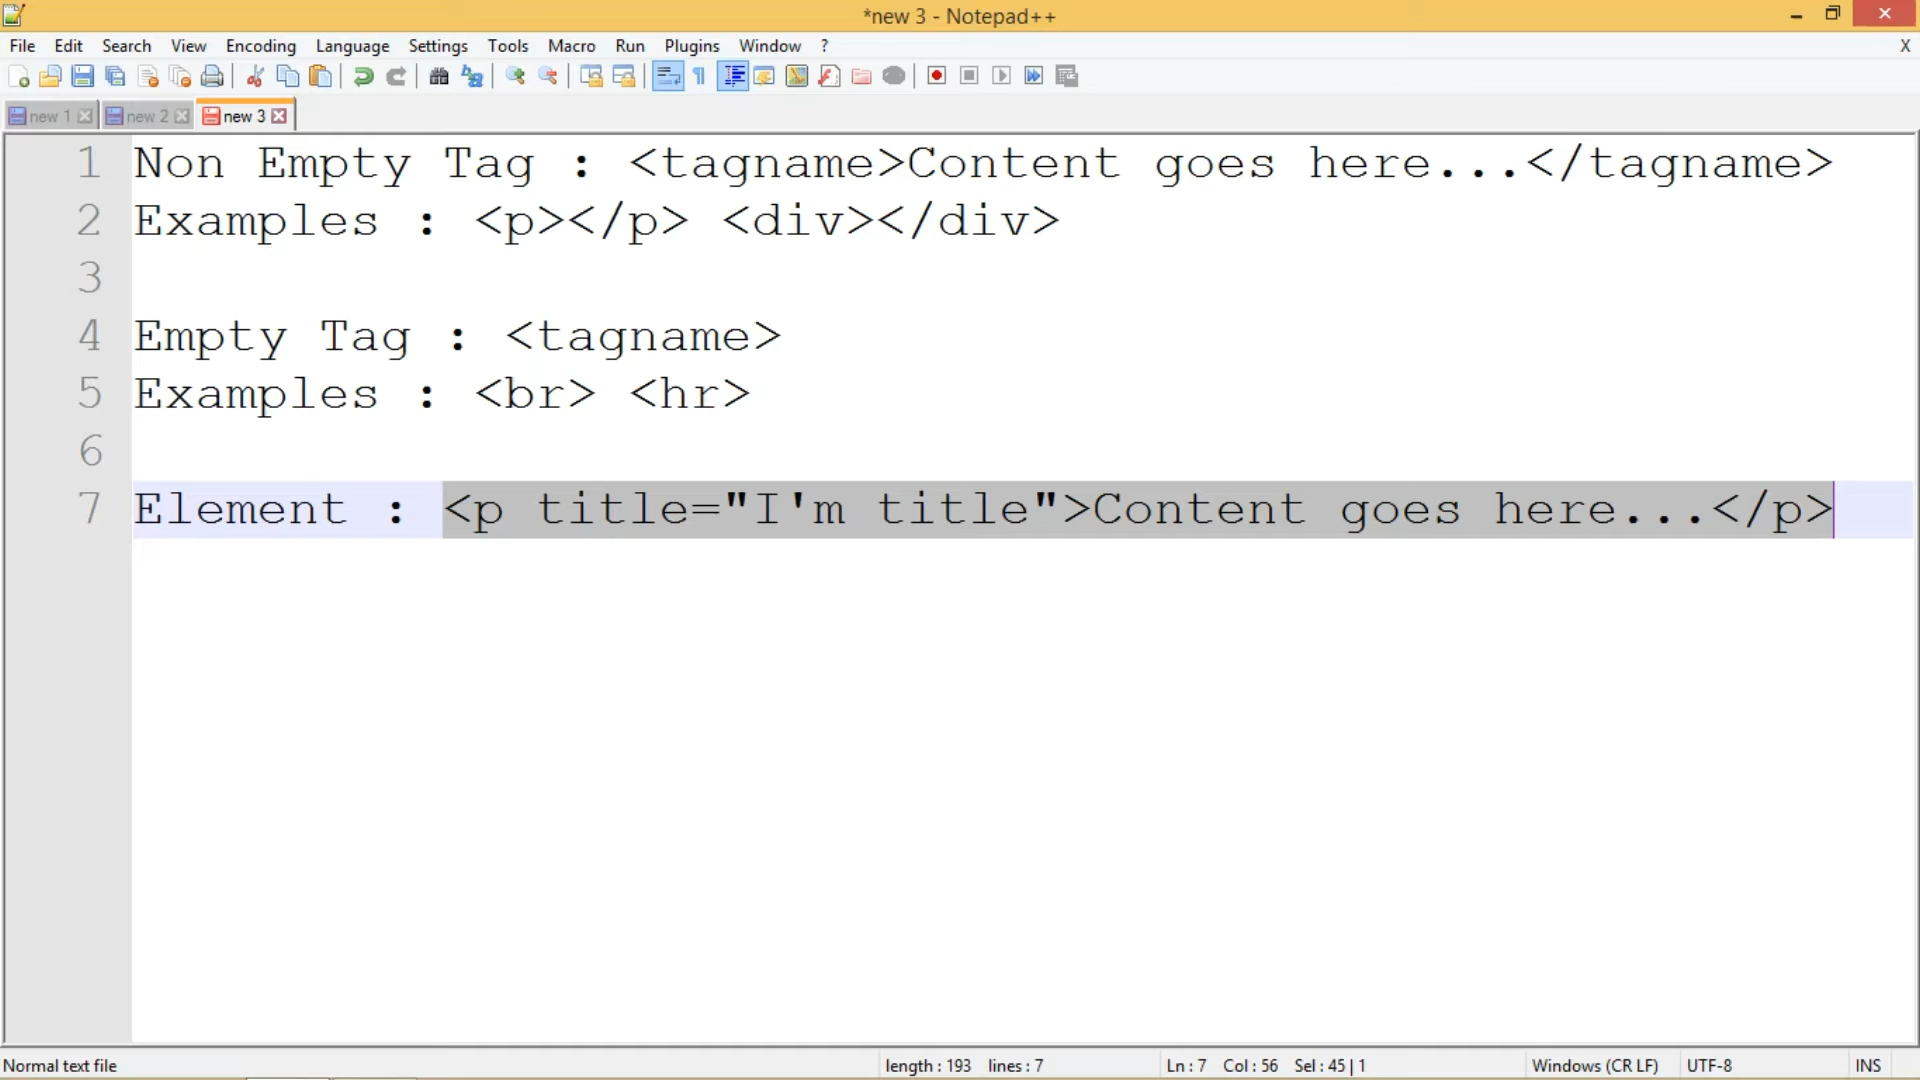 *new 3 - Notepad++
File Edit Search View Encoding Language Settings Tools Macro Run Plugins Window ? X
new 1 new 2 new 3
1 Non Empty Tag : <tagname>Content goes here...</tagname>
2 Examples : <p></p> <div></div>
3
4 Empty Tag : <tagname>
5 Examples : <br> <hr>
6
7 Element : <p title="I'm title">Content goes here...</p>
Normal text file length : 193 lines : 7 Ln : 7 Col : 56 Sel : 45 | 1 Windows (CR LF) UTF-8 INS